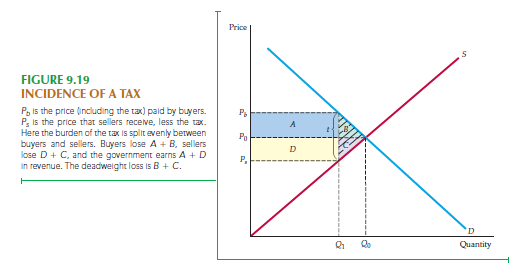 FIGURE 9.19
INCIDENCE OF A TAX
Pb is the price (including the tax) paid by buyers.
Ps is the price that sellers receive, less the tax.
Here the burden of the tax is split evenly between
buyers and sellers. Buyers lose A + B, sellers
lose D + C, and the government earns A + D
in revenue. The deadweight loss is B + C.
Price
S
Pb
A
t
B
P0
C
D
Ps
D
Q1
Q0
Quantity